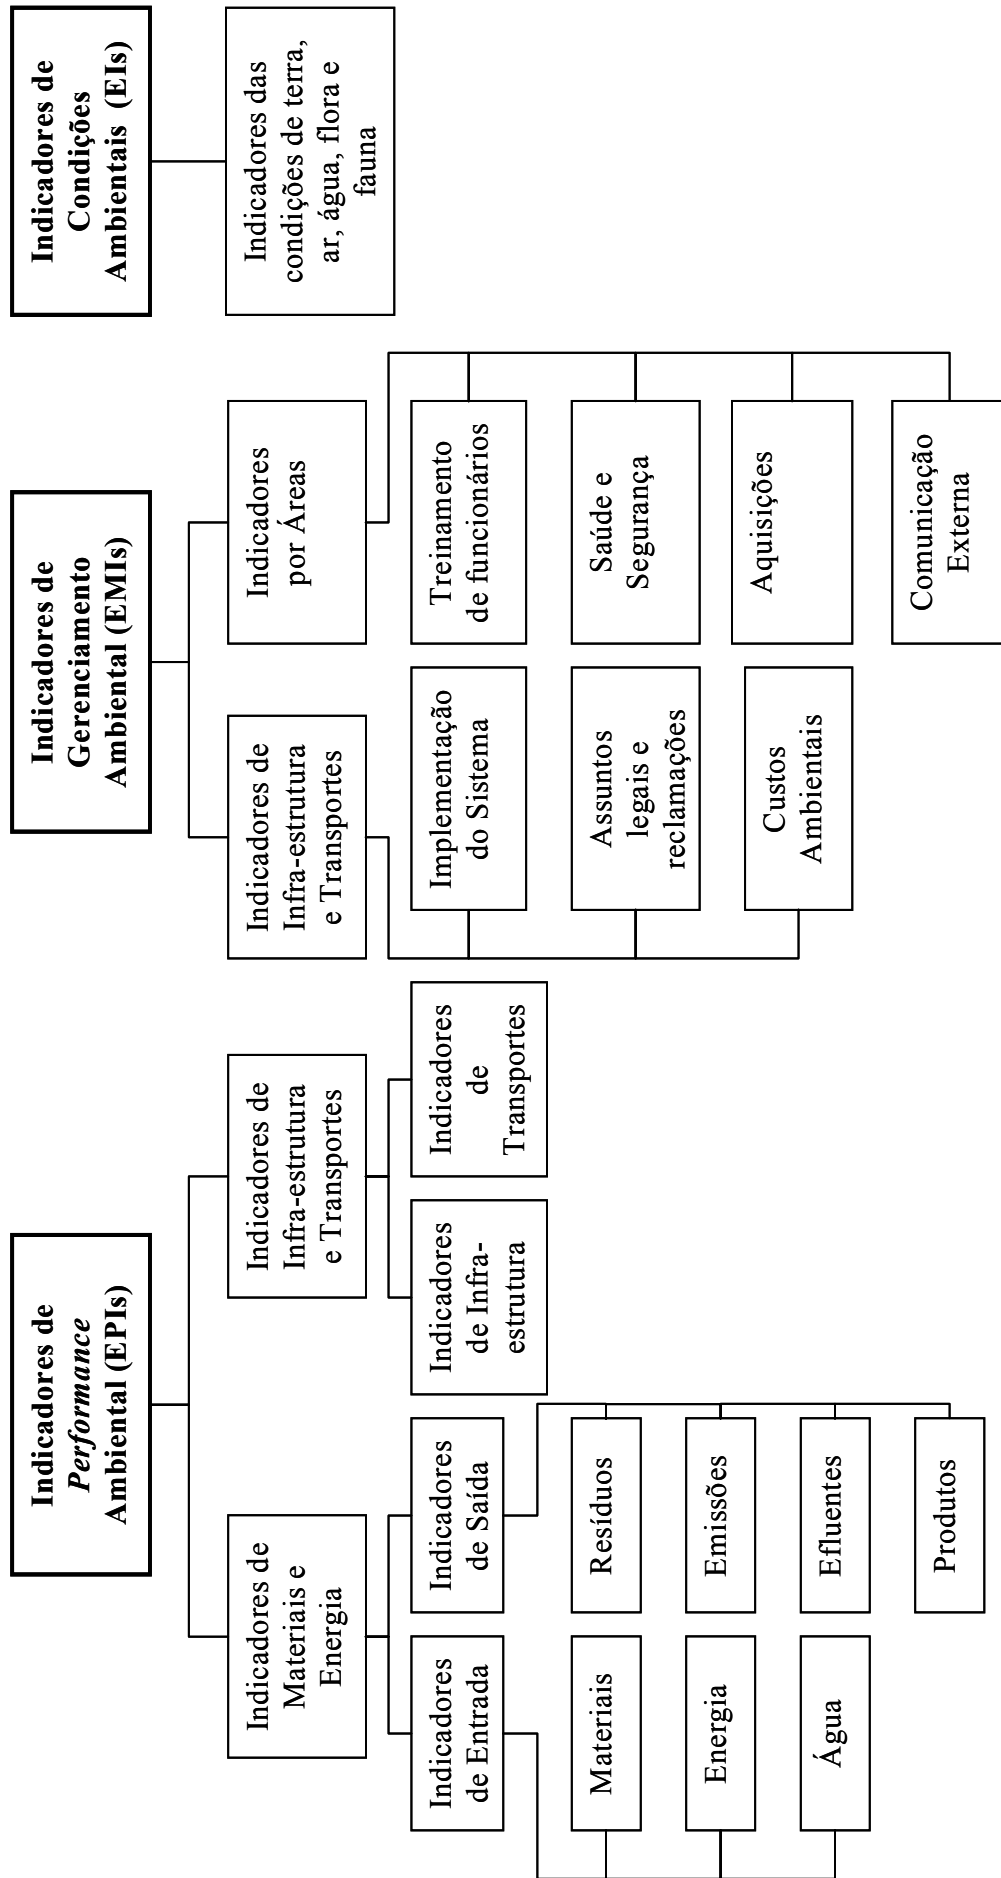 Indicadores de
Performance
Ambiental (EPIs)
Indicadores de
Materiais e
Energia
Indicadores
de Entrada
Materiais
Energia
Água
Indicadores
de Saída
Resíduos
Emissões
Efluentes
Produtos
Indicadores de
Infra-estrutura
e Transportes
Indicadores
de Infra-
estrutura
Indicadores
de
Transportes
Indicadores de
Gerenciamento
Ambiental (EMIs)
Indicadores de
Infra-estrutura
e Transportes
Implementação
do Sistema
Assuntos
legais e
reclamações
Custos
Ambientais
Indicadores
por Áreas
Treinamento
de funcionários
Saúde e
Segurança
Aquisições
Comunicação
Externa
Indicadores de
Condições
Ambientais (EIs)
Indicadores das
condições de terra,
ar, água, flora e
fauna